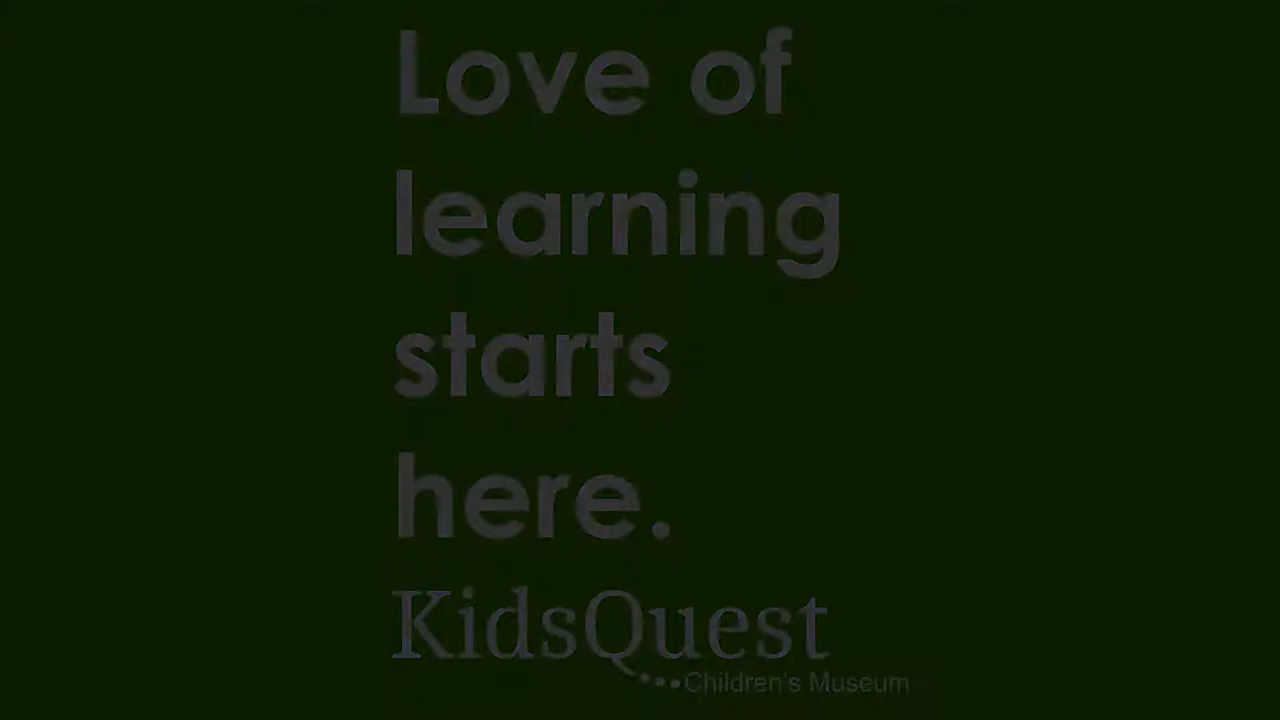 Love of
learning
starts
here.
KidsQuest
Children's Museum